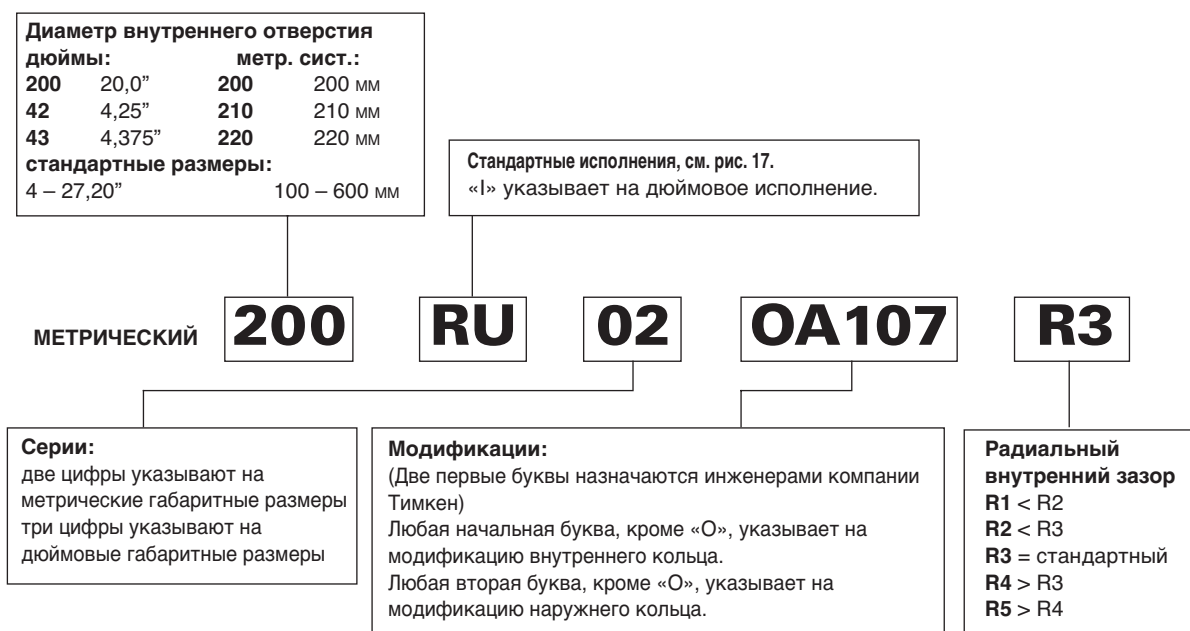 Диаметр внутреннего отверстия
дюймы: метр. сист.:
200 20,0” 200 200 мм
42 4,25” 210 210 мм
43 4,375” 220 220 мм
стандартные размеры:
4 – 27,20” 100 – 600 мм
Стандартные исполнения, см. рис. 17.
«I» указывает на дюймовое исполнение.
МЕТРИЧЕСКИЙ 200 RU 02 OA107 R3
Серии:
две цифры указывают на
метрические габаритные размеры
три цифры указывают на
дюймовые габаритные размеры
Модификации:
(Две первые буквы назначаются инженерами компании
Тимкен)
Любая начальная буква, кроме «О», указывает на
модификацию внутреннего кольца.
Любая вторая буква, кроме «О», указывает на
модификацию наружнего кольца.
Радиальный
внутренний зазор
R1 < R2
R2 < R3
R3 = стандартный
R4 > R3
R5 > R4